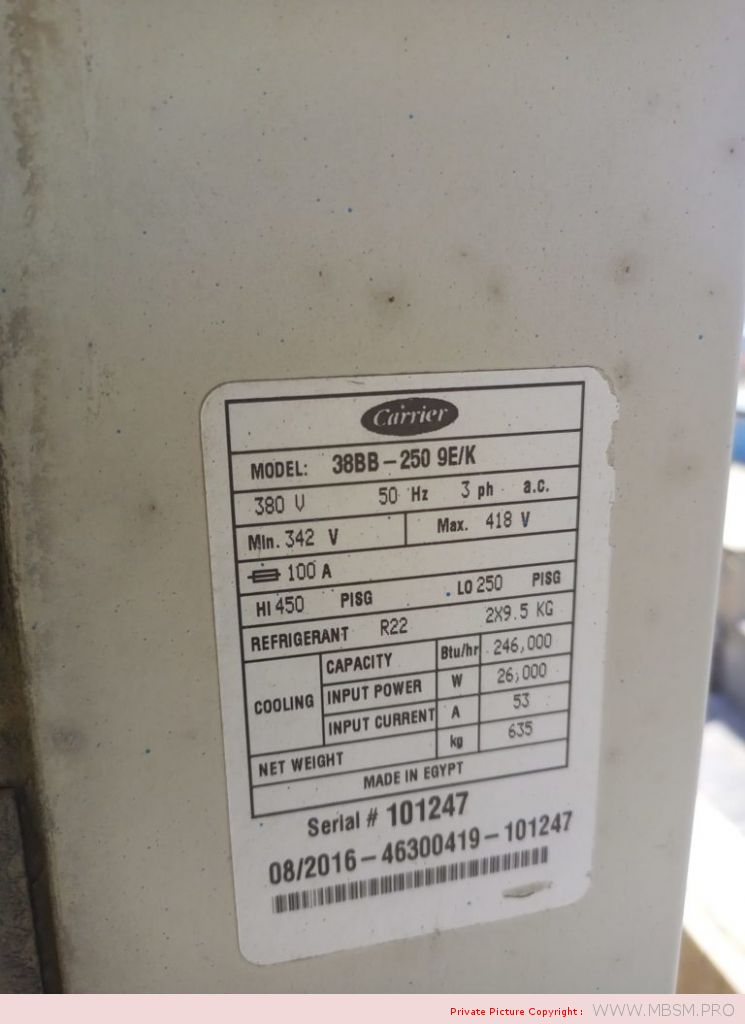 Carrier
MODEL: 38BB-250 9E/K
380 V 50 Hz 3 ph a.c.
Min. 342 V Max. 418 V
100 A
HI 450 PISG LO 250 PISG
REFRIGERANT R22 2X9.5 KG
COOLING CAPACITY Btu/hr 246,000
INPUT POWER W 26,000
INPUT CURRENT A 53
NET WEIGHT kg 635
MADE IN EGYPT
Serial # 101247
08/2016-46300419-101247
Private Picture Copyright : WWW.MBSM.PRO